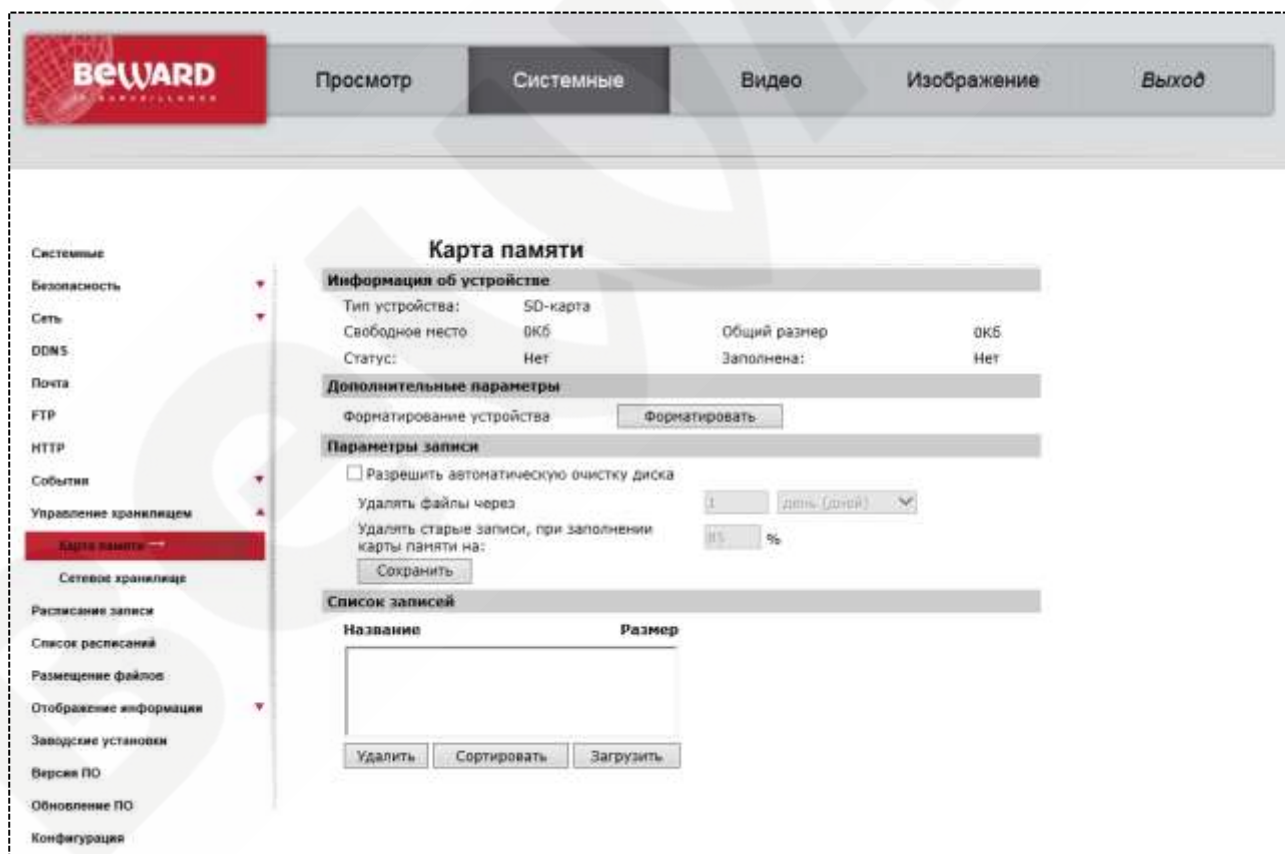 BEWARD
Просмотр Системные Видео Изображение Выход
Системные
Безопасность
Сеть
DDNS
Почта
FTP
HTTP
События
Управление хранилищем
Карта памяти
Сетевое хранилище
Расписание записи
Список расписаний
Размещение файлов
Отображение информации
Заводские установки
Версия ПО
Обновление ПО
Конфигурация
Карта памяти
Информация об устройстве
Тип устройства: SD-карта
Свободное место 0Кб Общий размер 0Кб
Статус: Нет Заполнена: Нет
Дополнительные параметры
Форматирование устройства Форматировать
Параметры записи
Разрешить автоматическую очистку диска
Удалять файлы через 1 день (дней)
Удалять старые записи, при заполнении
карты памяти на: 85 %
Сохранить
Список записей
Название Размер
Удалить Сортировать Загрузить